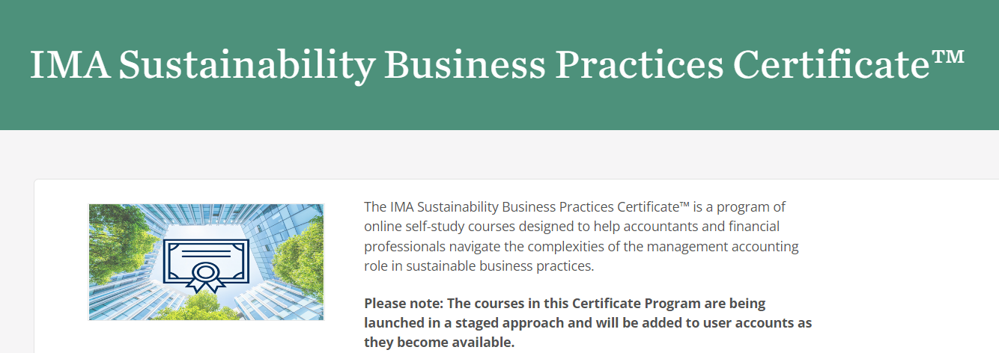 IMA Sustainability Business Practices Certificate™
The IMA Sustainability Business Practices Certificate™ is a program of
online self-study courses designed to help accountants and financial
professionals navigate the complexities of the management accounting
role in sustainable business practices.
Please note: The courses in this Certificate Program are being
launched in a staged approach and will be added to user accounts as
they become available.